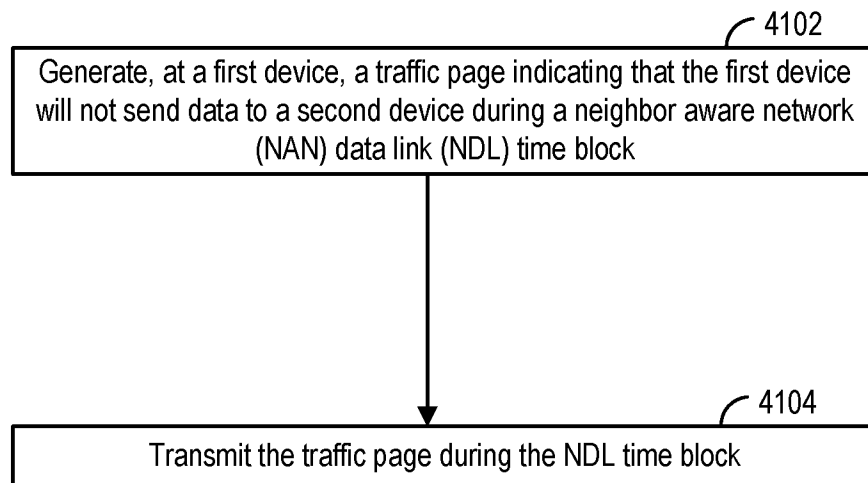 4102
Generate, at a first device, a traffic page indicating that the first device
will not send data to a second device during a neighbor aware network
(NAN) data link (NDL) time block
4104
Transmit the traffic page during the NDL time block